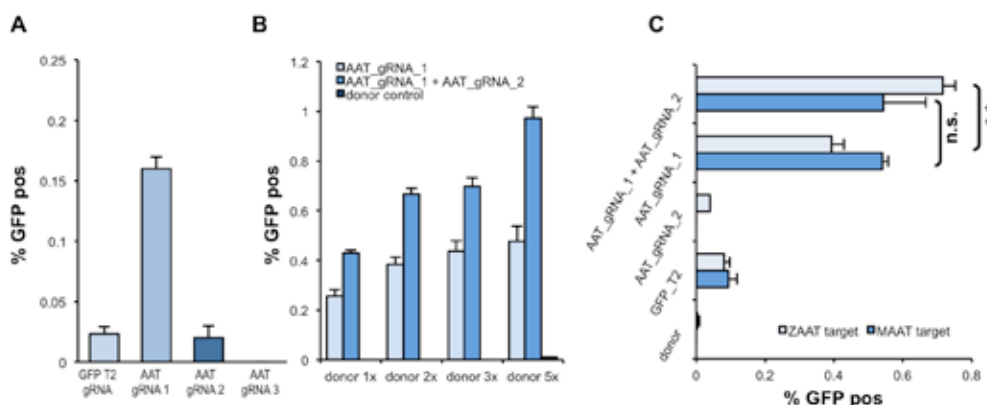 A
% GFP pos
0.25
0.2
0.15
0.1
0.05
0
GFP T2 gRNA
AAT gRNA 1
AAT gRNA 2
AAT gRNA 3
B
AAT_gRNA_1
AAT_gRNA_1 + AAT_gRNA_2
donor control
% GFP pos
1.2
1
0.8
0.6
0.4
0.2
0
donor 1x
donor 2x
donor 3x
donor 5x
C
AAT_gRNA_1 + AAT_gRNA_2
AAT_gRNA_1
AAT_gRNA_2
GFP_T2
donor
n.s.
ZAAT target
MAAT target
0
0.2
0.4
0.6
0.8
% GFP pos